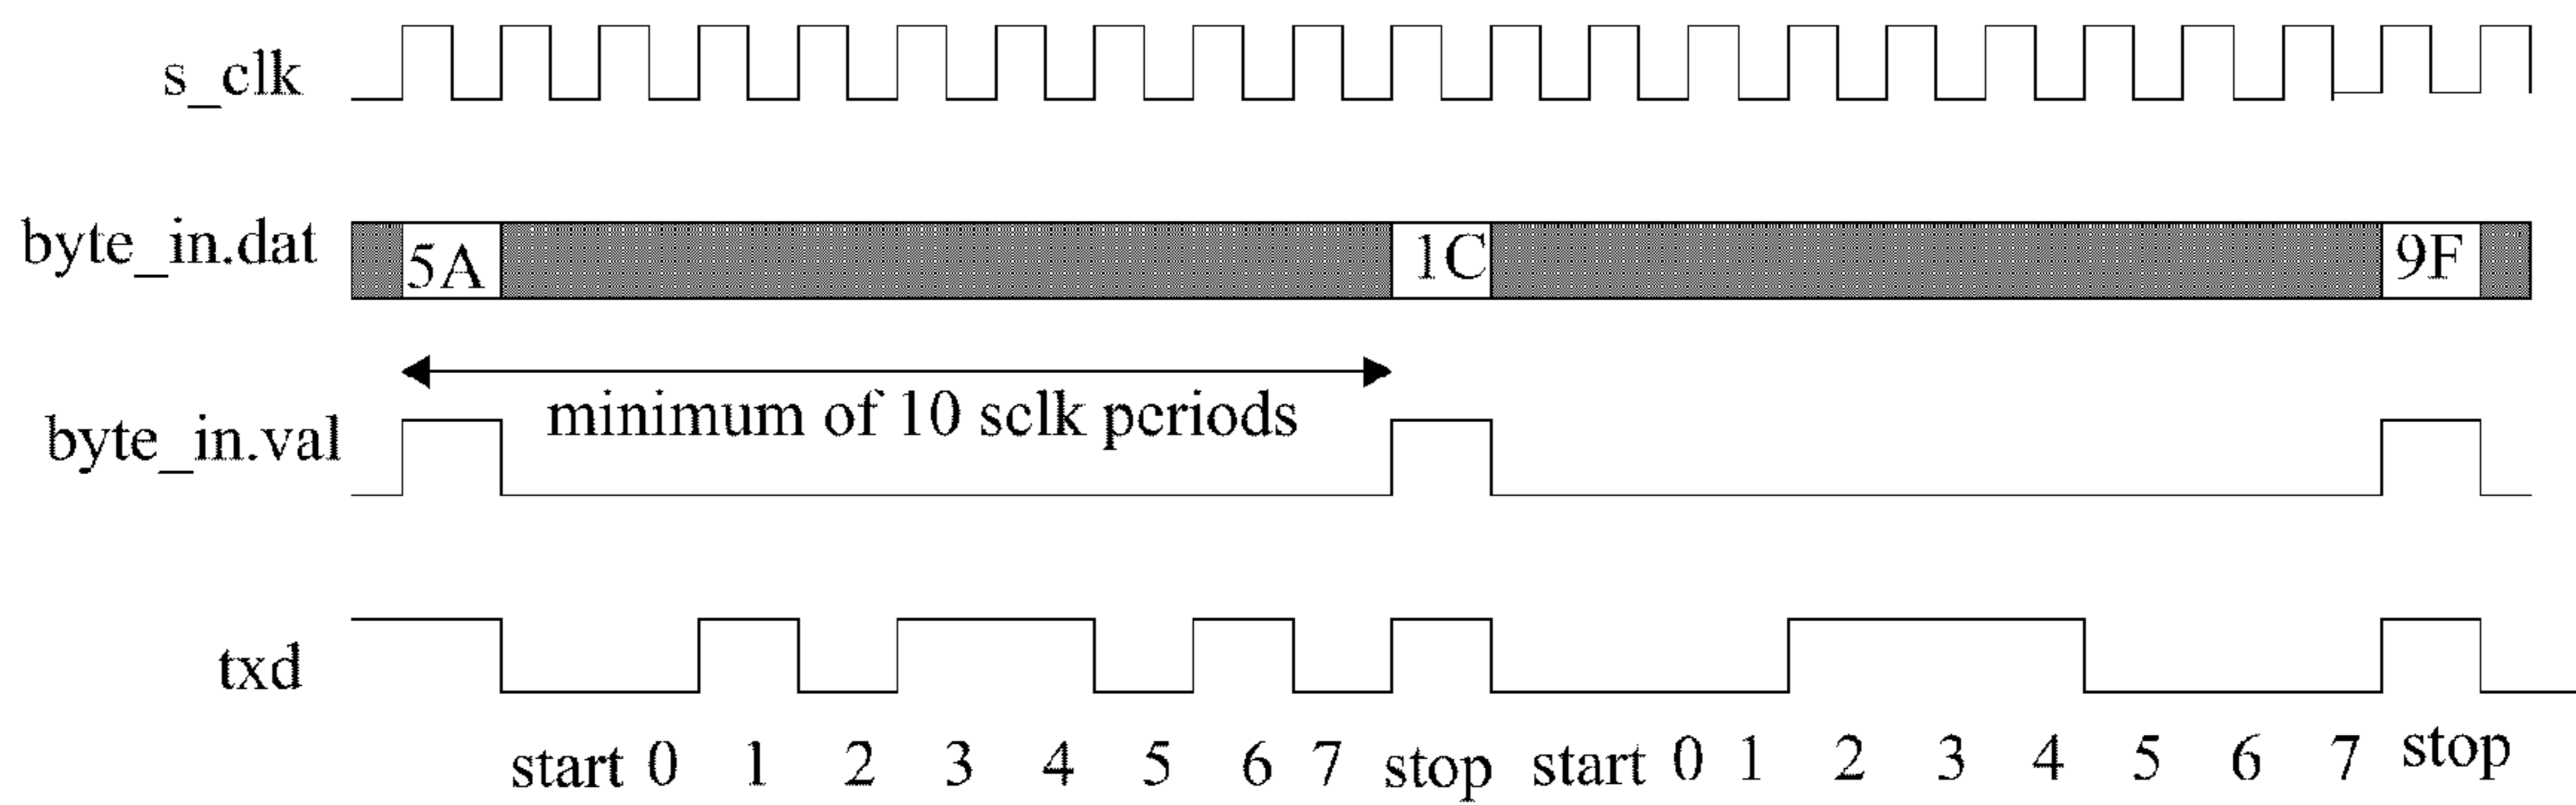 s_clk
byte_in.dat 5A 1C 9F
minimum of 10 sclk periods
byte_in.val
txd
start 0 1 2 3 4 5 6 7 stop start 0 1 2 3 4 5 6 7 stop